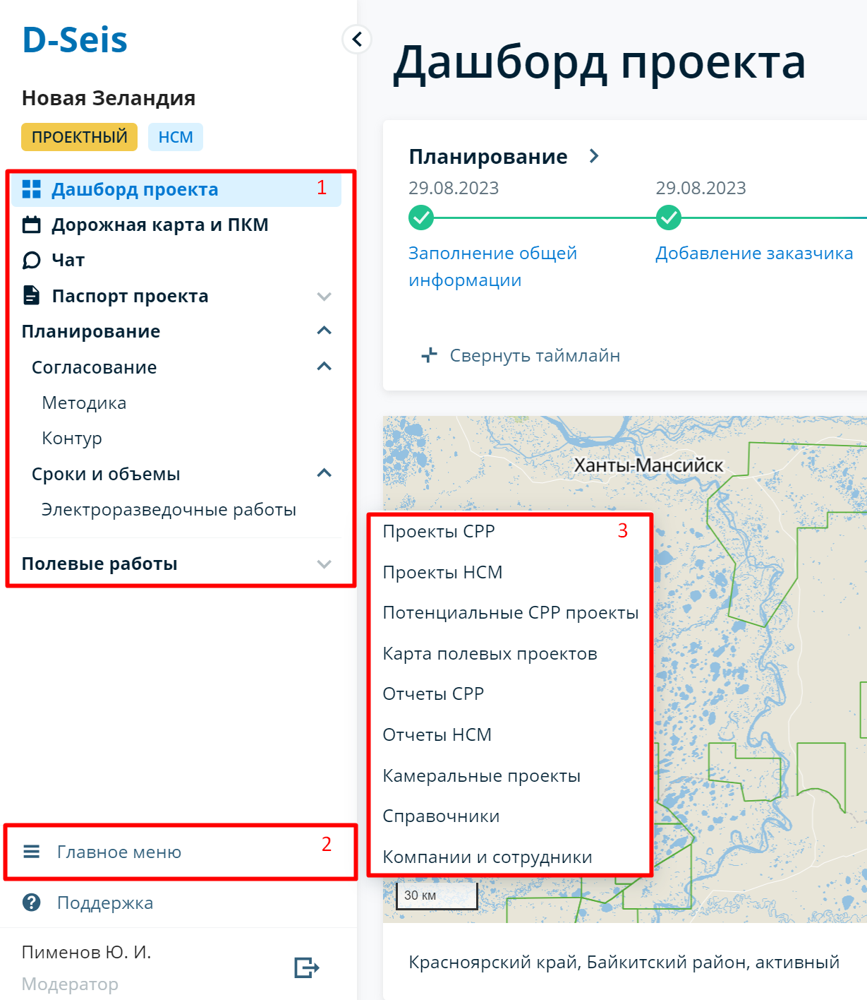 D-Seis
Новая Зеландия
ПРОЕКТНЫЙ НСМ
Дашборд проекта 1
Дорожная карта и ПКМ
Чат
Паспорт проекта
Планирование
Согласование
Методика
Контур
Сроки и объемы
Электроразведочные работы
Полевые работы
Главное меню 2
Поддержка
Пименов Ю. И.
Модератор
Дашборд проекта
Планирование
29.08.2023 29.08.2023
Заполнение общей Добавление заказчика
информации
Свернуть таймлайн
Ханты-Мансийск
Проекты СРР 3
Проекты НСМ
Потенциальные СРР проекты
Карта полевых проектов
Отчеты СРР
Отчеты НСМ
Камеральные проекты
Справочники
Компании и сотрудники
30 км
Красноярский край, Байкитский район, активный